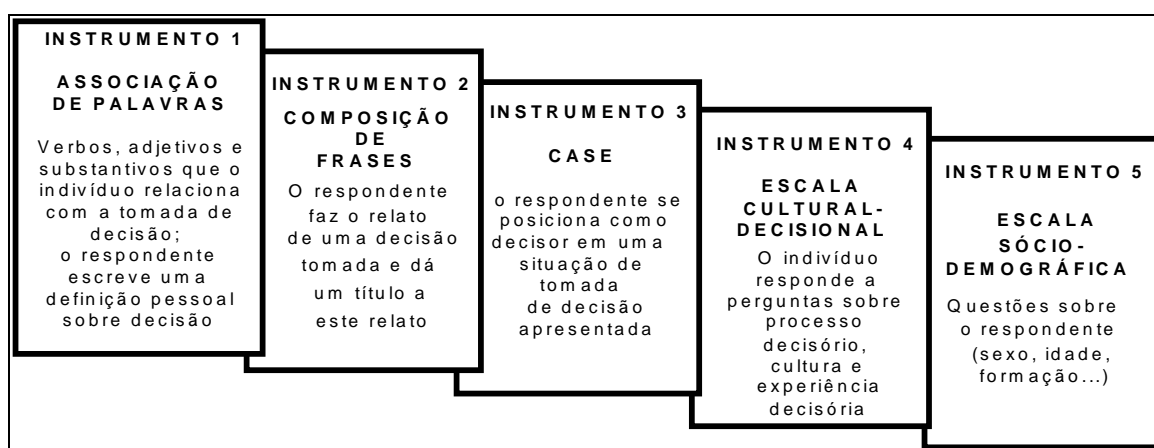 INSTRUMENTO 1
ASSOCIAÇÃO
DE PALAVRAS
Verbos, adjetivos e
substantivos que o
indivíduo relaciona
com a tomada de
decisão;
o respondente
escreve uma
definição pessoal
sobre decisão
INSTRUMENTO 2
COMPOSIÇÃO
DE
FRASES
O respondente
faz o relato
de uma decisão
tomada e dá
um título a
este relato
INSTRUMENTO 3
CASE
o respondente se
posiciona como
decisor em uma
situação de
tomada
de decisão
apresentada
INSTRUMENTO 4
ESCALA
CULTURAL-
DECISIONAL
O indivíduo
responde a
perguntas sobre
processo
decisório,
cultura e
experiência
decisória
INSTRUMENTO 5
ESCALA
SÓCIO-
DEMOGRÁFICA
Questões sobre
o respondente
(sexo, idade,
formação...)